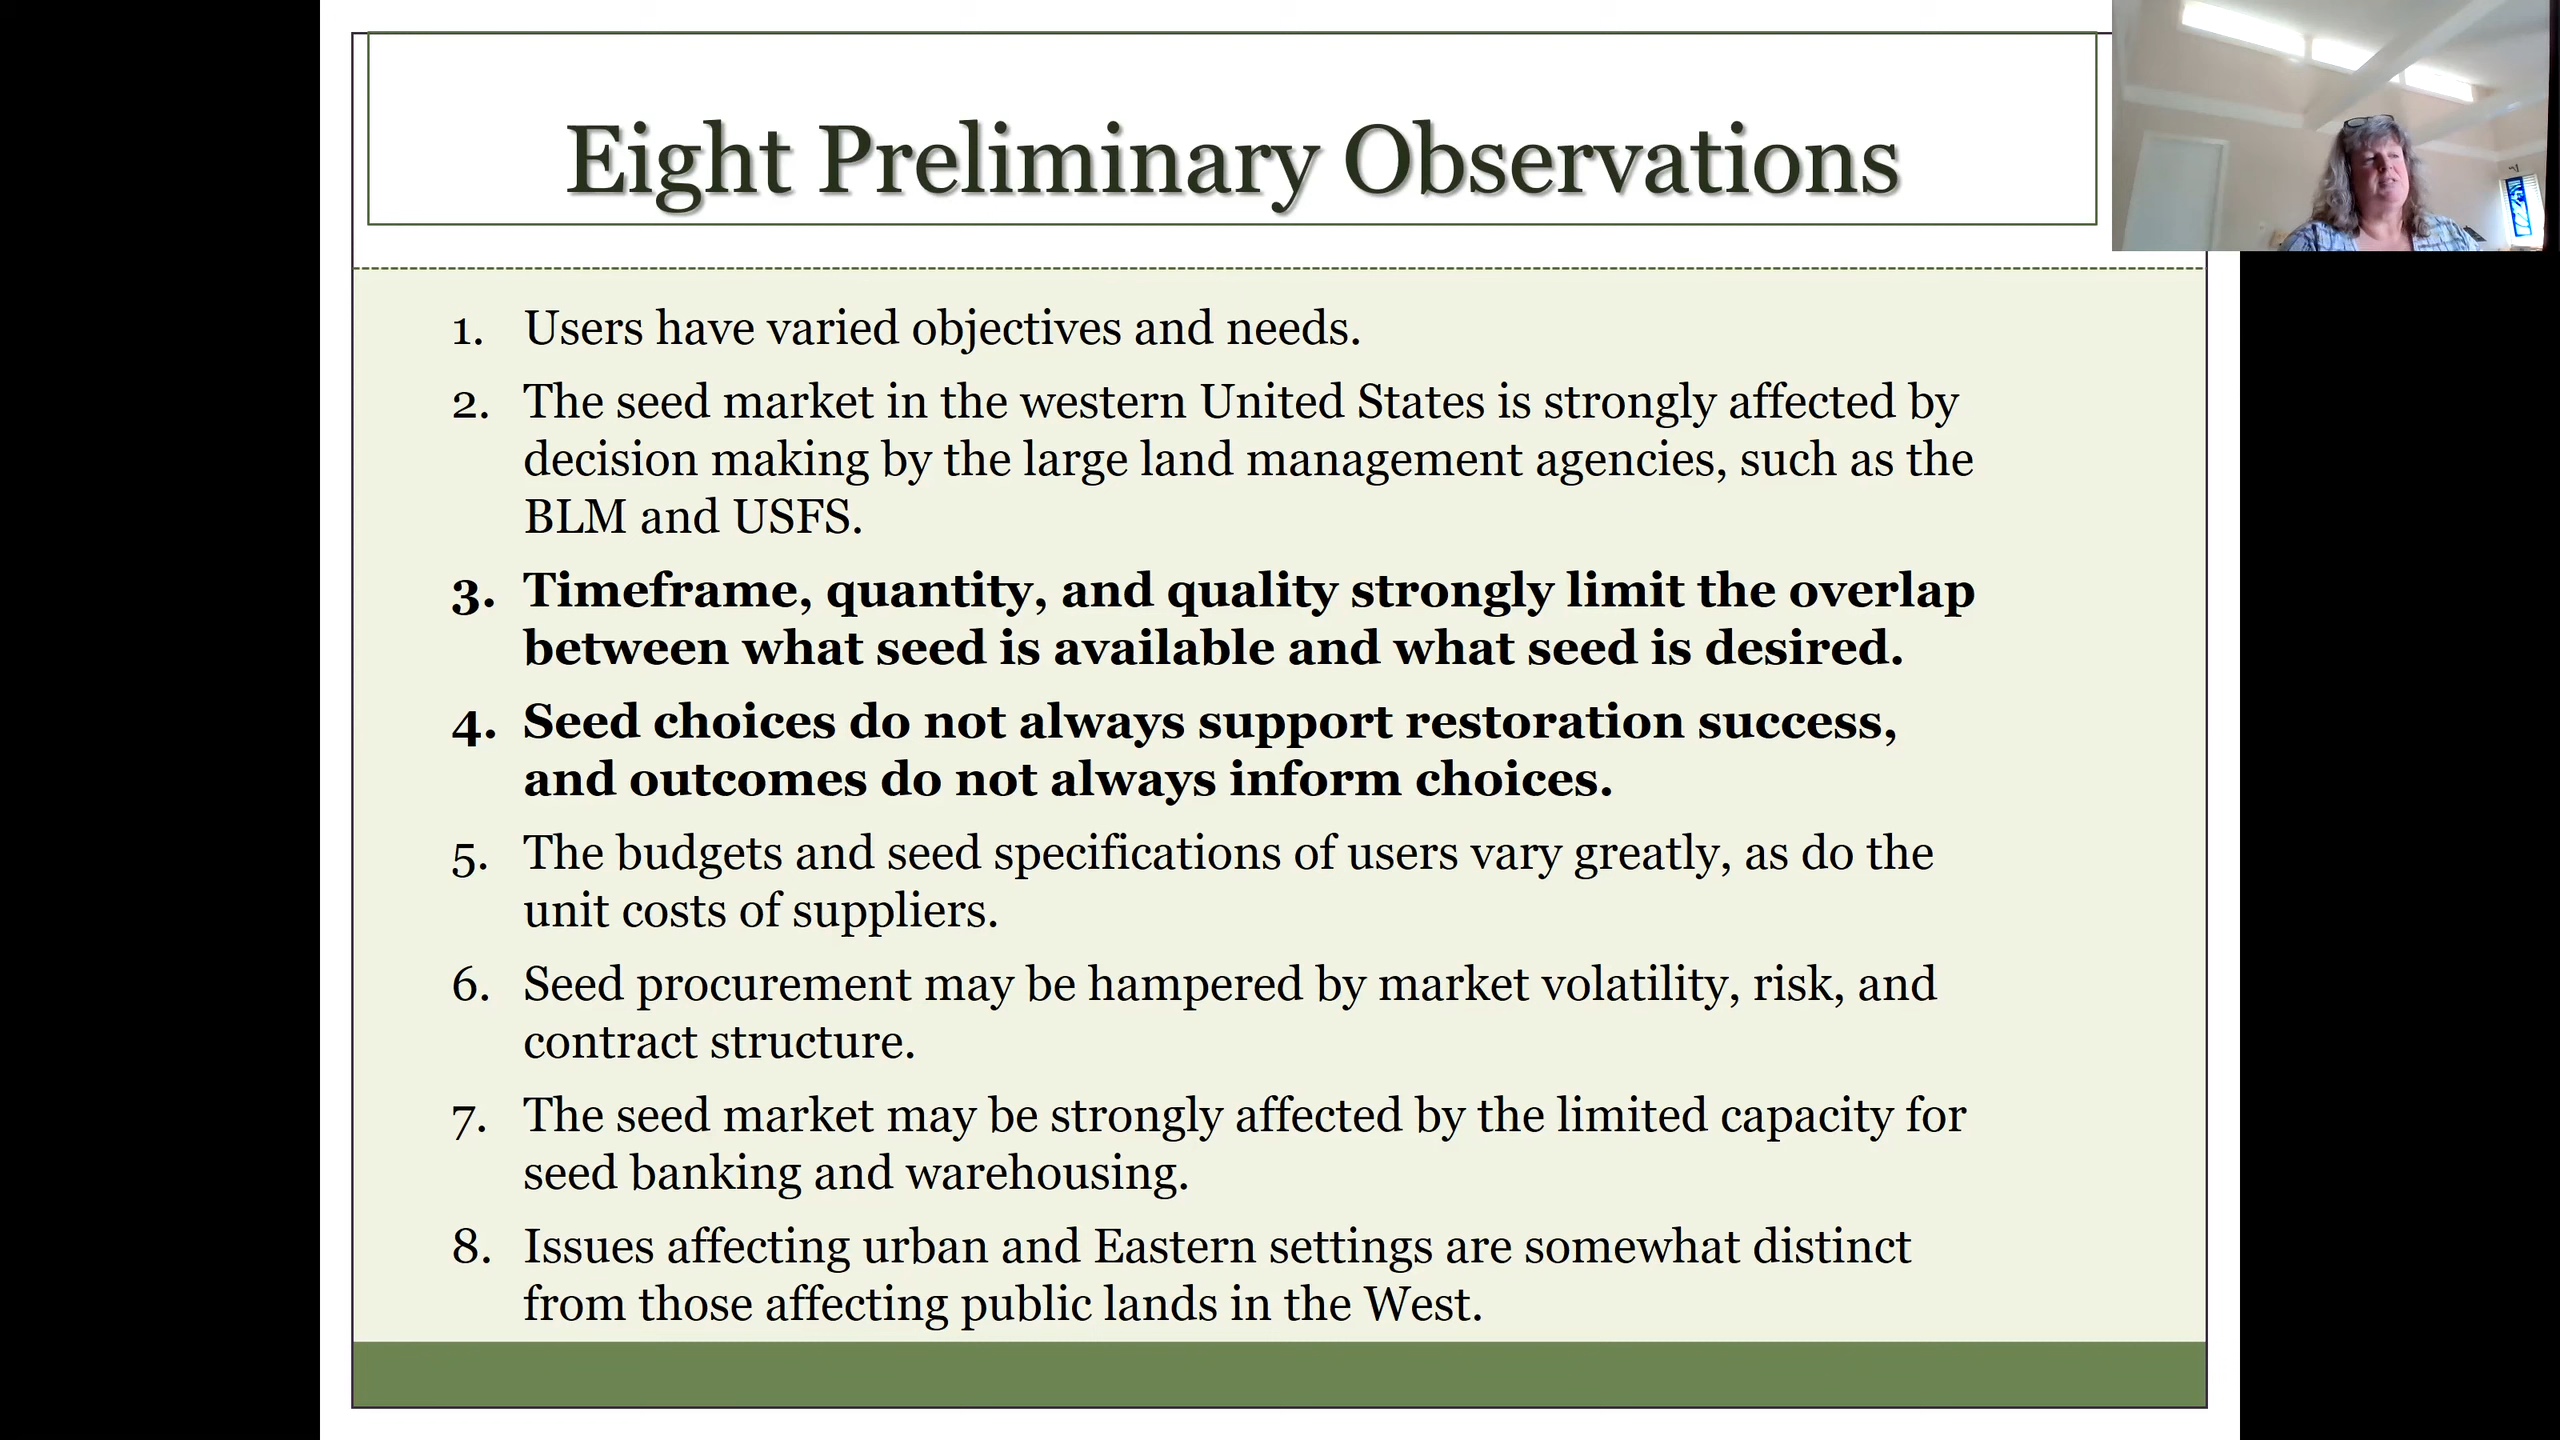 Eight Preliminary Observations
1. Users have varied objectives and needs.
2. The seed market in the western United States is strongly affected by
decision making by the large land management agencies, such as the
BLM and USFS.
3. Timeframe, quantity, and quality strongly limit the overlap
between what seed is available and what seed is desired.
4. Seed choices do not always support restoration success,
and outcomes do not always inform choices.
5. The budgets and seed specifications of users vary greatly, as do the
unit costs of suppliers.
6. Seed procurement may be hampered by market volatility, risk, and
contract structure.
7. The seed market may be strongly affected by the limited capacity for
seed banking and warehousing.
8. Issues affecting urban and Eastern settings are somewhat distinct
from those affecting public lands in the West.